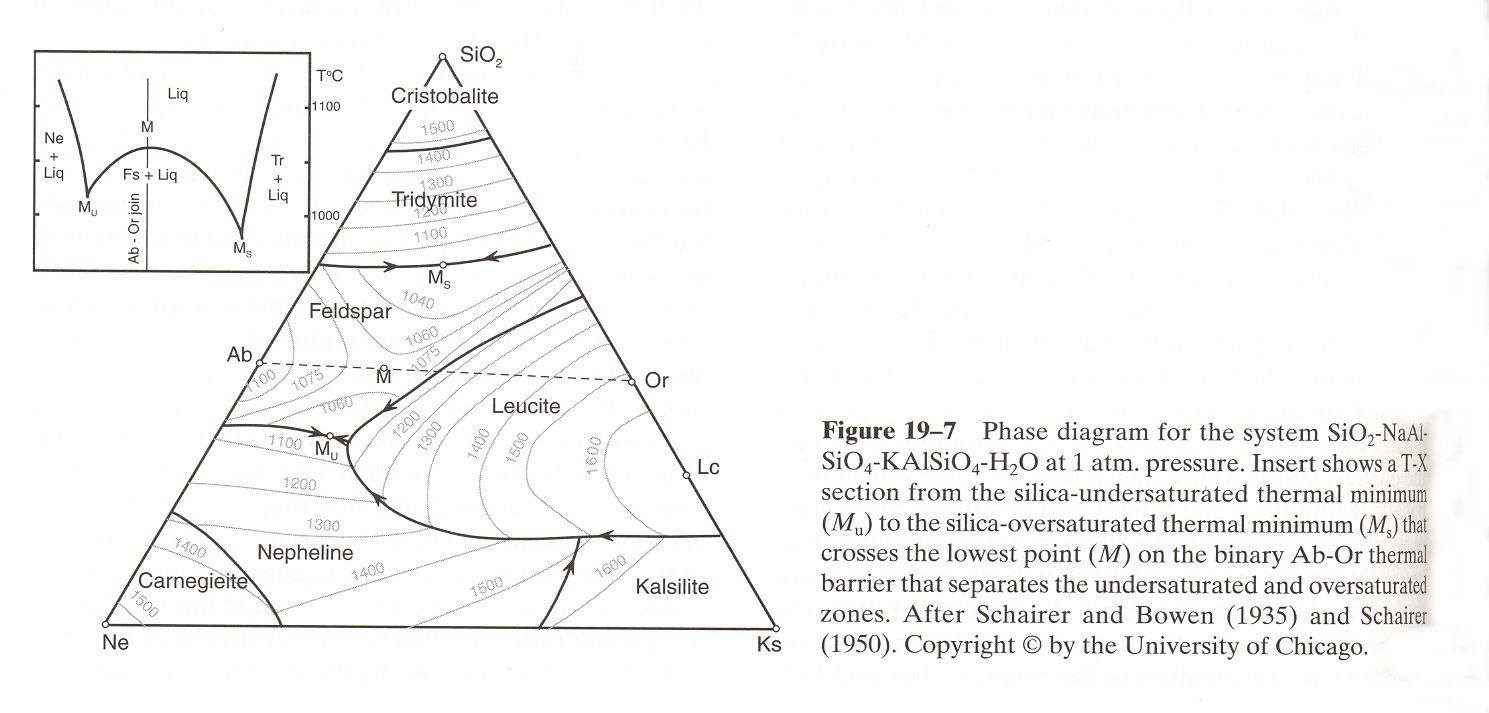 SiO2
Cristobalite
1500
1400
1300
Tridymite
1200
1100
Ms
1040
Feldspar
1060
1075
Ab
1100
1075
M
Or
1060
Leucite
1200
1300
1400
1500
1600
Lc
Mu
1100
1200
1300
Nepheline
1400
1400
1500
1600
Carnegieite
Kalsilite
1500
Ne
Ks
T°C
Liq
1100
M
Ne
+
Liq
Fs + Liq
Tr
+
Liq
Mu
1000
Ab - Or join
Ms
Figure 19–7 Phase diagram for the system SiO2-NaAl-
SiO4-KAlSiO4-H2O at 1 atm. pressure. Insert shows a T-X
section from the silica-undersaturated thermal minimum
(Mu) to the silica-oversaturated thermal minimum (Ms) that
crosses the lowest point (M) on the binary Ab-Or thermal
barrier that separates the undersaturated and oversaturated
zones. After Schairer and Bowen (1935) and Schairer
(1950). Copyright © by the University of Chicago.